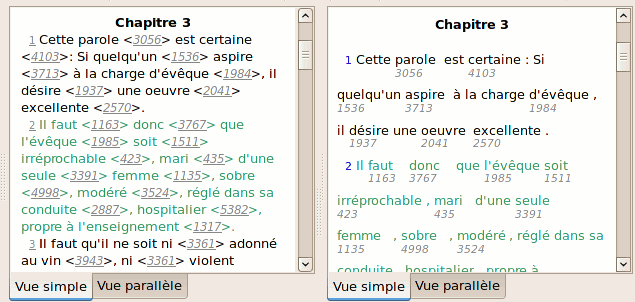 Chapitre 3
1 Cette parole <3056> est certaine
<4103>: Si quelqu'un <1536> aspire
<3713> à la charge d'évêque <1984>, il
désire <1937> une oeuvre <2041>
excellente <2570>.
2 Il faut <1163> donc <3767> que
l'évêque <1985> soit <1511>
irréprochable <423>, mari <435> d'une
seule <3391> femme <1135>, sobre
<4998>, modéré <3524>, réglé dans sa
conduite <2887>, hospitalier <5382>,
propre à l'enseignement <1317>.
3 Il faut qu'il ne soit ni <3361> adonné
au vin <3943>, ni <3361> violent
Vue simple Vue parallèle
Chapitre 3
1 Cette parole est certaine : Si
3056 4103
quelqu'un aspire à la charge d'évêque ,
1536 3713 1984
il désire une oeuvre excellente .
1937 2041 2570
2 Il faut donc que l'évêque soit
1163 3767 1985 1511
irréprochable , mari d'une seule
423 435 3391
femme , sobre , modéré , réglé dans sa
1135 4998 3524
conduite hospitalier propre à
Vue simple Vue parallèle